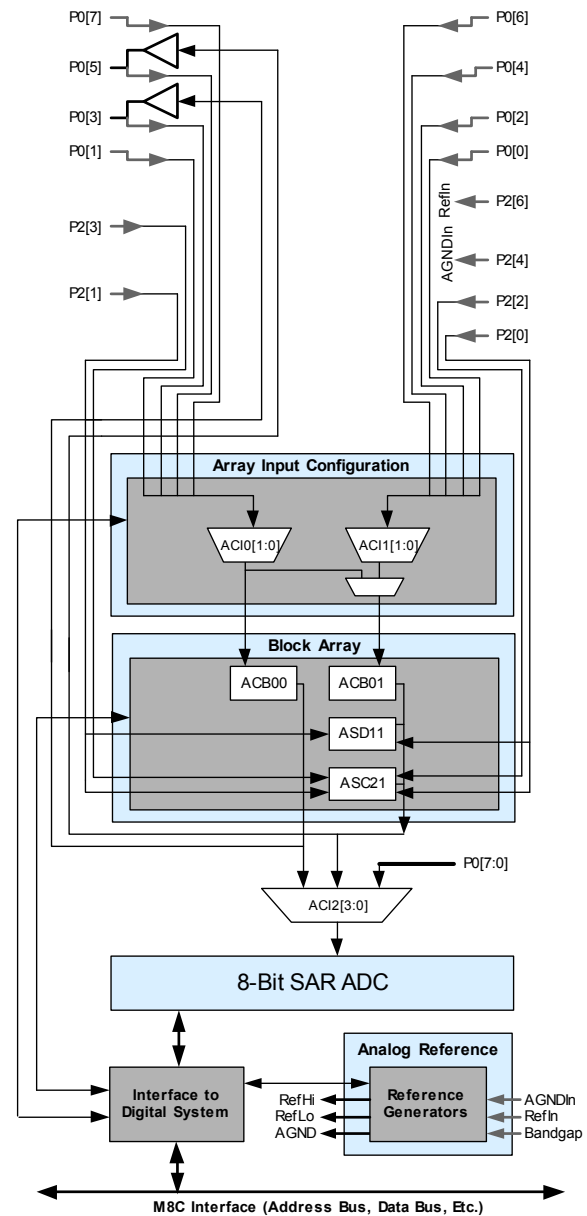 P0[7]
P0[6]
P0[5]
P0[4]
P0[3]
P0[2]
P0[1]
P0[0]
P2[6]
AGNDIn RefIn
P2[3]
P2[4]
P2[1]
P2[2]
P2[0]
Array Input Configuration
ACI0[1:0]
ACI1[1:0]
Block Array
ACB00
ACB01
ASD11
ASC21
P0[7:0]
ACI2[3:0]
8-Bit SAR ADC
Analog Reference
Interface to
Digital System
RefHi
RefLo
AGND
Reference
Generators
AGNDIn
RefIn
Bandgap
M8C Interface (Address Bus, Data Bus, Etc.)